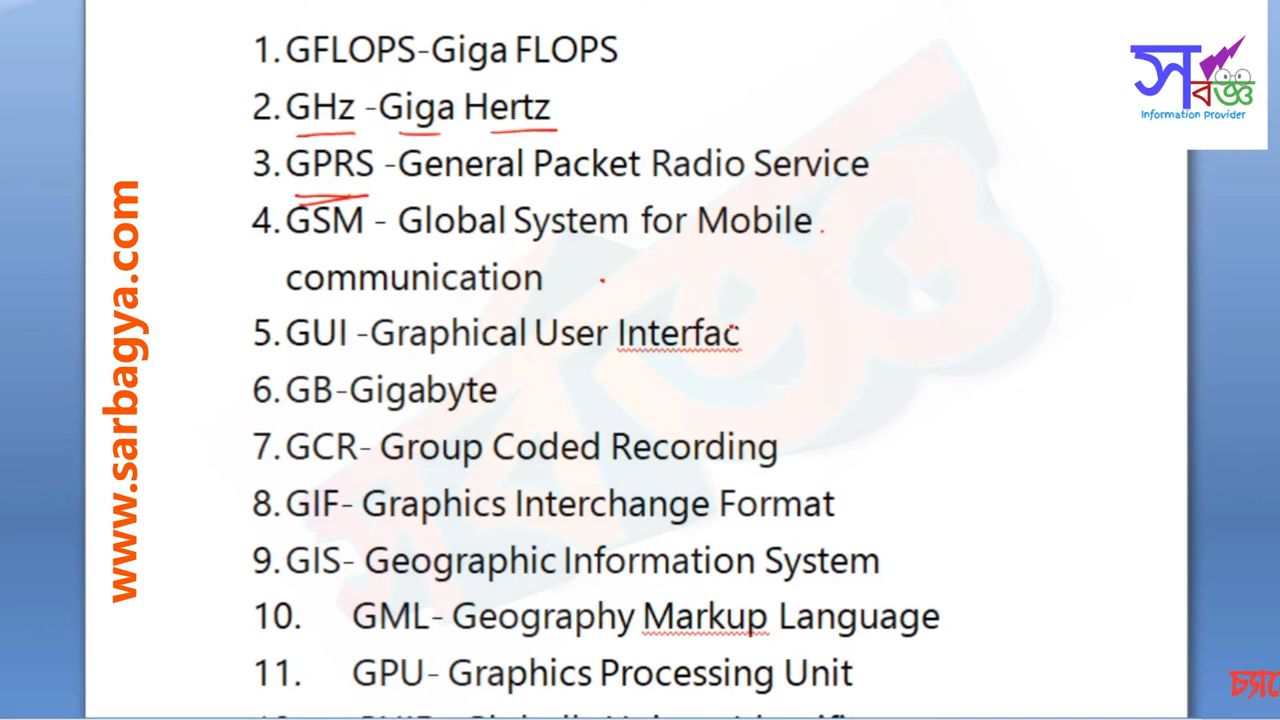 1. GFLOPS-Giga FLOPS
2. GHz -Giga Hertz
3. GPRS -General Packet Radio Service
4. GSM - Global System for Mobile
communication
5. GUI -Graphical User Interfac
6. GB-Gigabyte
7. GCR- Group Coded Recording
8. GIF- Graphics Interchange Format
9. GIS- Geographic Information System
10. GML- Geography Markup Language
11. GPU- Graphics Processing Unit
www.sarbagya.com
সবজ্ঞ
Information Provider